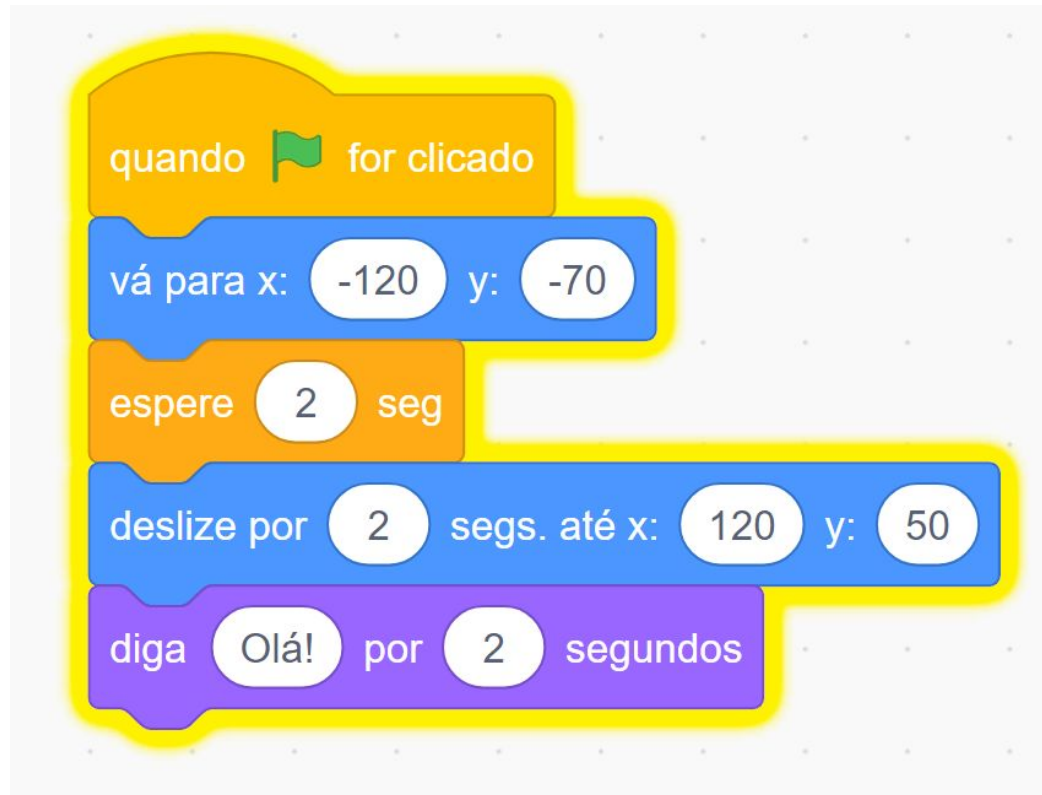 quando for clicado
vá para x: -120 y: -70
espere 2 seg
deslize por 2 segs. até x: 120 y: 50
diga Olá! por 2 segundos